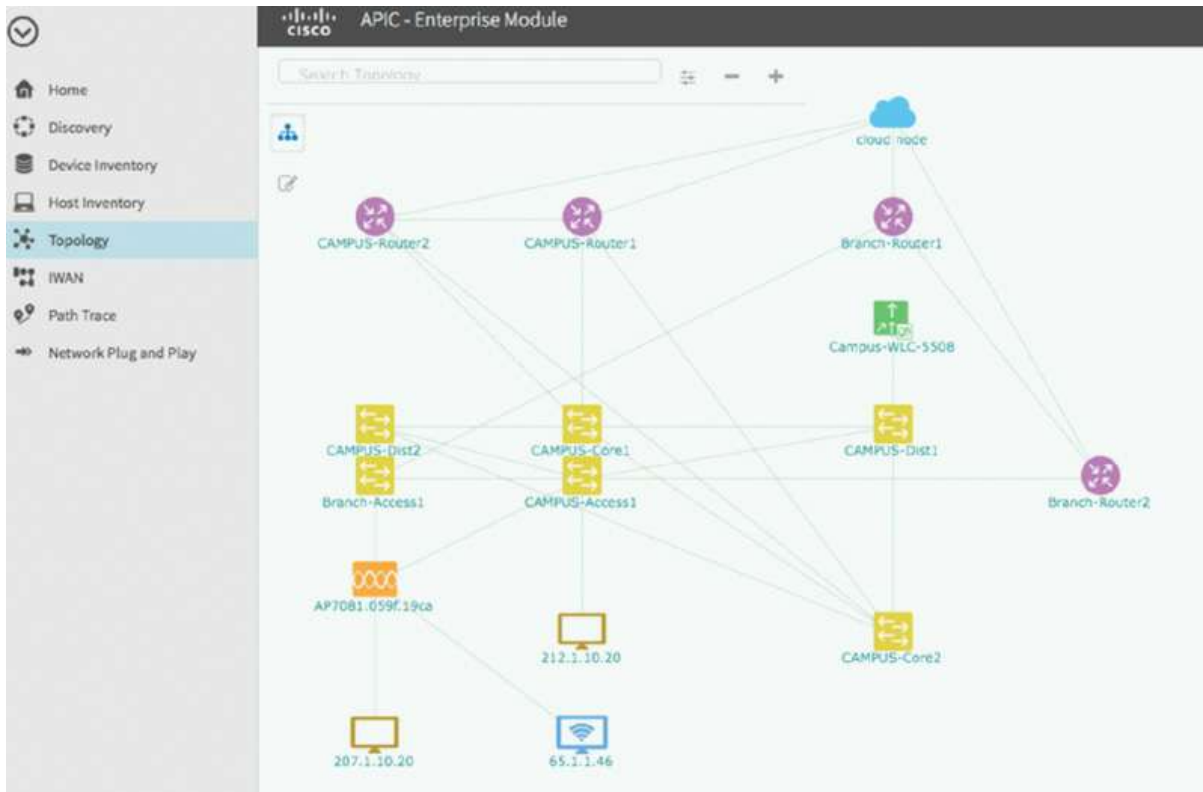 CISCO
APIC - Enterprise Module
Search Topology
Home
Discovery
Device Inventory
Host Inventory
Topology
IWAN
Path Trace
Network Plug and Play
cloud node
CAMPUS-Router2
CAMPUS-Router1
Branch-Router1
Campus-WLC-5508
CAMPUS-Dist2
CAMPUS-Core1
CAMPUS-Dist1
Branch-Access1
CAMPUS-Access1
Branch-Router2
AP7081.059f.19ca
212.1.10.20
CAMPUS-Core2
207.1.10.20
65.1.1.46